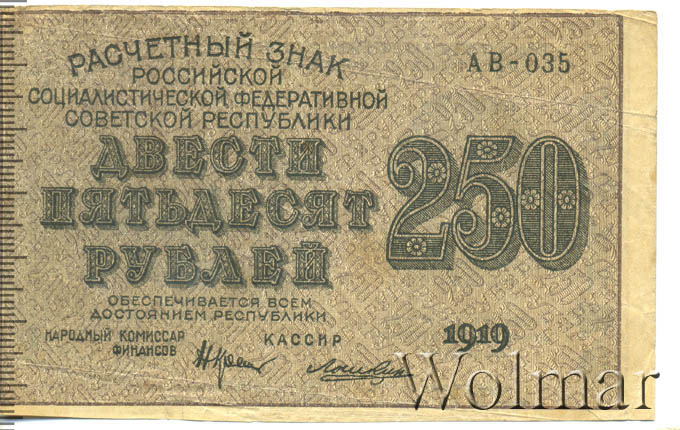 РАСЧЕТНЫЙ ЗНАК
РОССИЙСКОЙ
СОЦИАЛИСТИЧЕСКОЙ ФЕДЕРАТИВНОЙ
СОВЕТСКОЙ РЕСПУБЛИКИ
АВ-035
ДВЕСТИ
ПЯТЬДЕСЯТ
РУБЛЕЙ
250
ОБЕСПЕЧИВАЕТСЯ ВСЕМ
ДОСТОЯНИЕМ РЕСПУБЛИКИ
НАРОДНЫЙ КОМИССАР
ФИНАНСОВ
КАССИР
1919
Wolmar